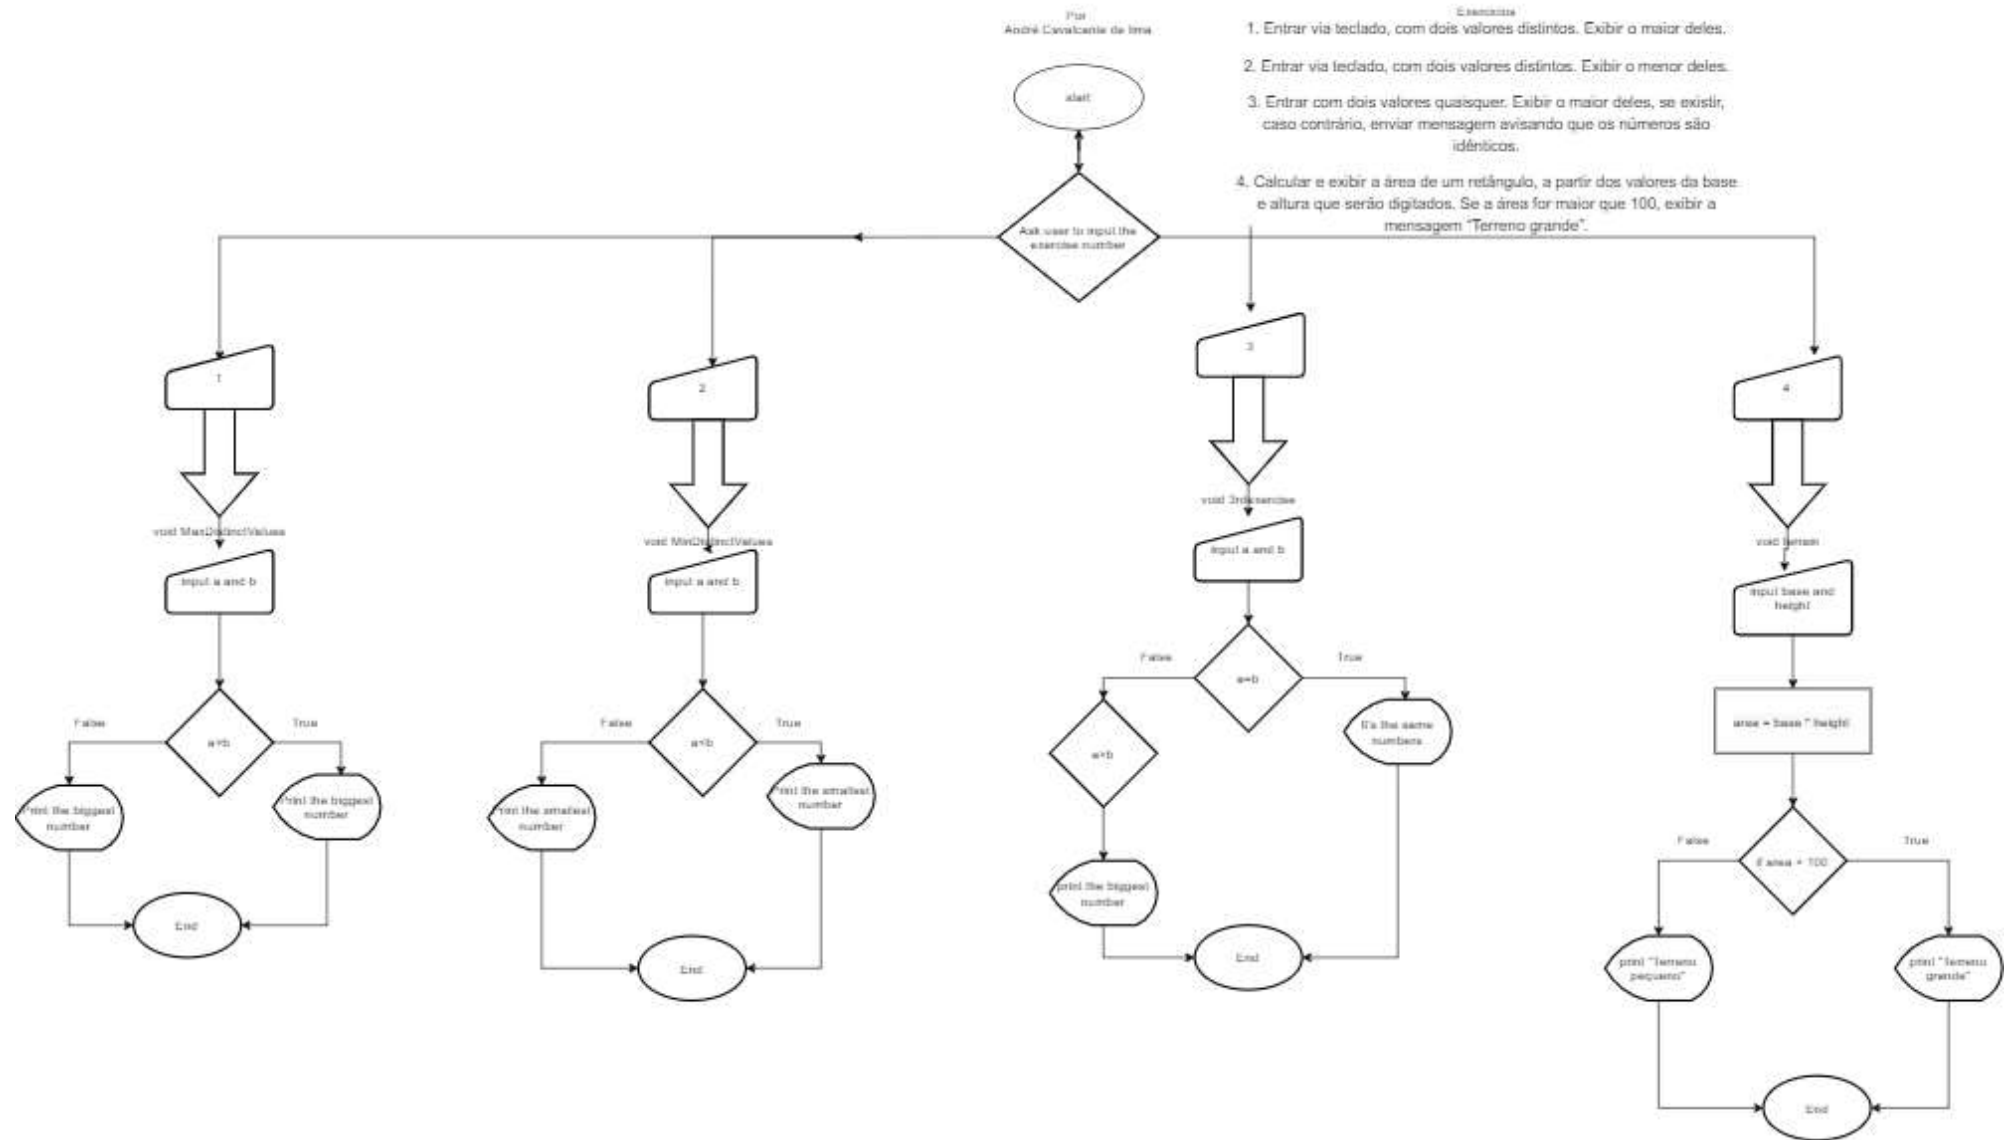 Por
André Cavalcante de lima
Exercícios
1. Entrar via teclado, com dois valores distintos. Exibir o maior deles.
2. Entrar via teclado, com dois valores distintos. Exibir o menor deles.
3. Entrar com dois valores quaisquer. Exibir o maior deles, se existir,
caso contrário, enviar mensagem avisando que os números são
idênticos.
4. Calcular e exibir a área de um retângulo, a partir dos valores da base
e altura que serão digitados. Se a área for maior que 100, exibir a
mensagem "Terreno grande".
start
Ask user to input the
exercise number
1
void MaxDistinctValues
input a and b
False
True
a>b
Print the biggest
number
Print the biggest
number
End
2
void MinDistinctValues
input a and b
False
True
a<b
Print the smallest
number
Print the smallest
number
End
3
void 3rdexercise
input a and b
False
True
a=b
It's the same
numbers
print the biggest
number
End
4
void terrain
input base and
height
area = base * height
False
True
if area > 100
print "Terreno
pequeno"
print "Terreno
grande"
End